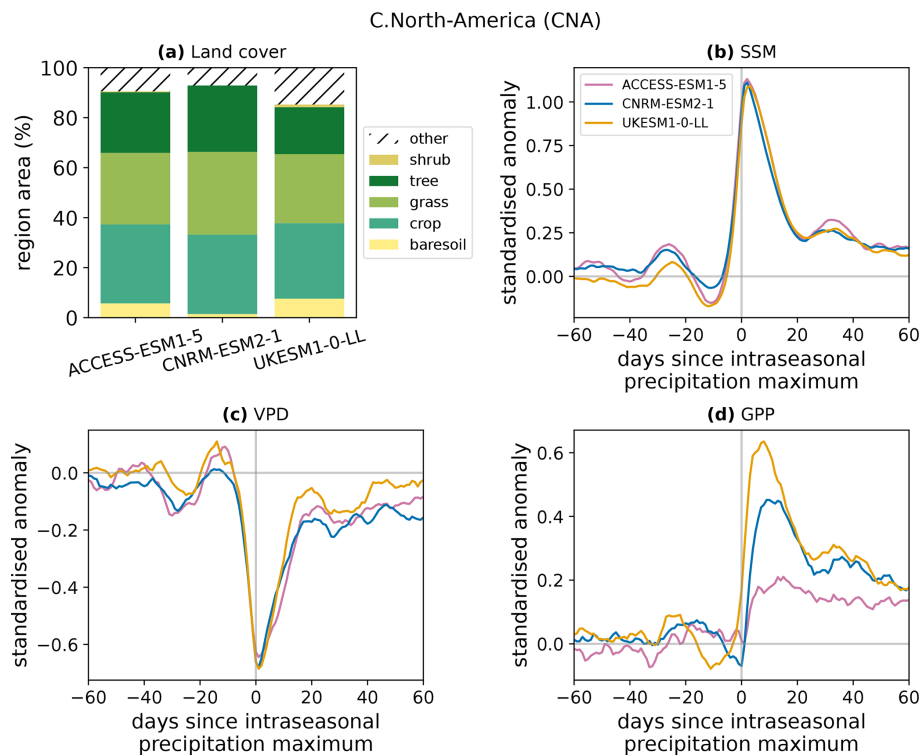 C.North-America (CNA)
(a) Land cover
region area (%)
100
80
60
40
20
0
ACCESS-ESM1-5
CNRM-ESM2-1
UKESM1-0-LL
other
shrub
tree
grass
crop
baresoil
(b) SSM
standardised anomaly
1.00
0.75
0.50
0.25
0.00
ACCESS-ESM1-5
CNRM-ESM2-1
UKESM1-0-LL
−60 −40 −20 0 20 40 60
days since intraseasonal
precipitation maximum
(c) VPD
standardised anomaly
0.0
−0.2
−0.4
−0.6
−60 −40 −20 0 20 40 60
days since intraseasonal
precipitation maximum
(d) GPP
standardised anomaly
0.6
0.4
0.2
0.0
−60 −40 −20 0 20 40 60
days since intraseasonal
precipitation maximum